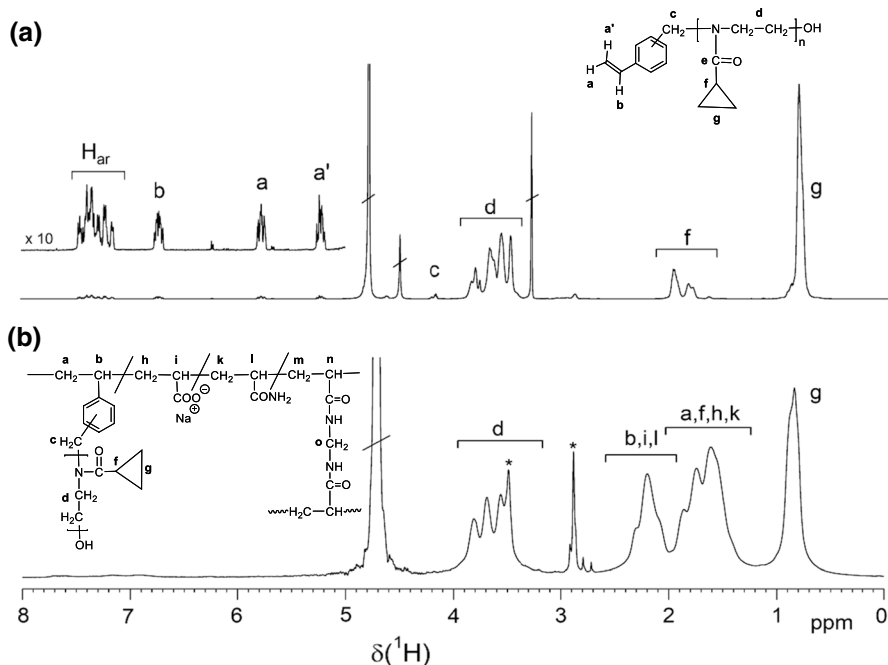 (a)
c
d
a'
CH₂
N
CH₂
CH₂
OH
n
H
H
a
H
b
e
C=O
f
g
H_ar
b
a
a'
x 10
c
d
f
g
(b)
a b h i k l m n
CH₂ CH CH₂ CH CH₂ CH CH₂ CH
COO⊖
Na⊕
CONH₂
C=O
NH
o CH₂
NH
C=O
CH₂ CH
c H₂C
N C O f g
d CH₂
H₂C
n
OH
d
*
*
b,i,l
a,f,h,k
g
8 7 6 5 4 3 2 1 0
ppm
δ(¹H)